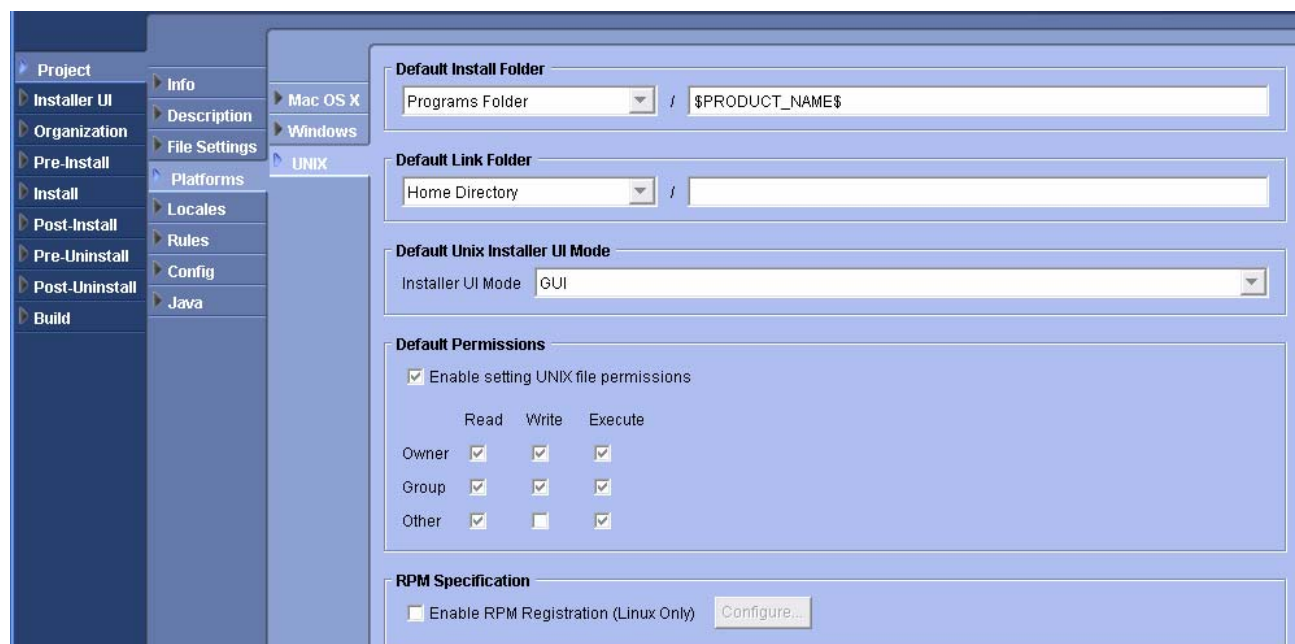 Project
Installer UI
Organization
Pre-Install
Install
Post-Install
Pre-Uninstall
Post-Uninstall
Build
Info
Description
File Settings
Platforms
Locales
Rules
Config
Java
Mac OS X
Windows
UNIX
Default Install Folder
Programs Folder / $PRODUCT_NAME$
Default Link Folder
Home Directory /
Default Unix Installer UI Mode
Installer UI Mode GUI
Default Permissions
Enable setting UNIX file permissions
Read Write Execute
Owner
Group
Other
RPM Specification
Enable RPM Registration (Linux Only) Configure...